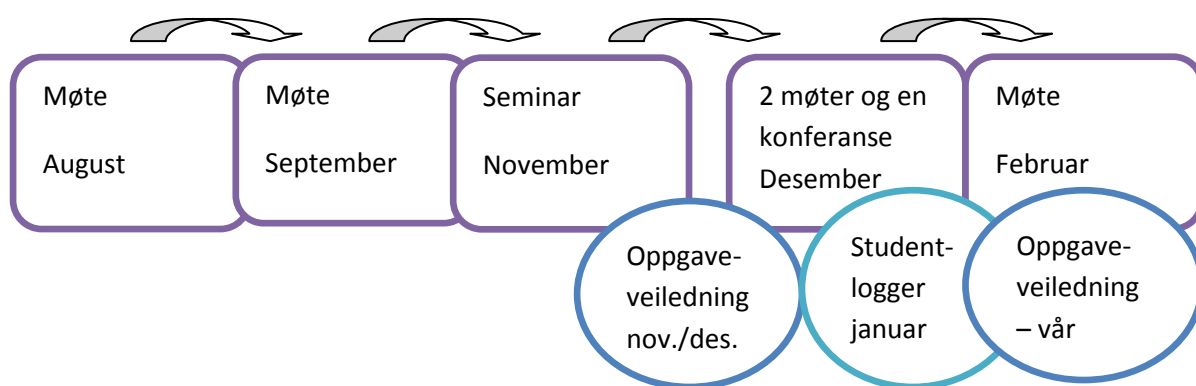 Møte
August
Møte
September
Seminar
November
2 møter og en
konferanse
Desember
Møte
Februar
Oppgave-
veiledning
nov./des.
Student-
logger
januar
Oppgave-
veiledning
– vår